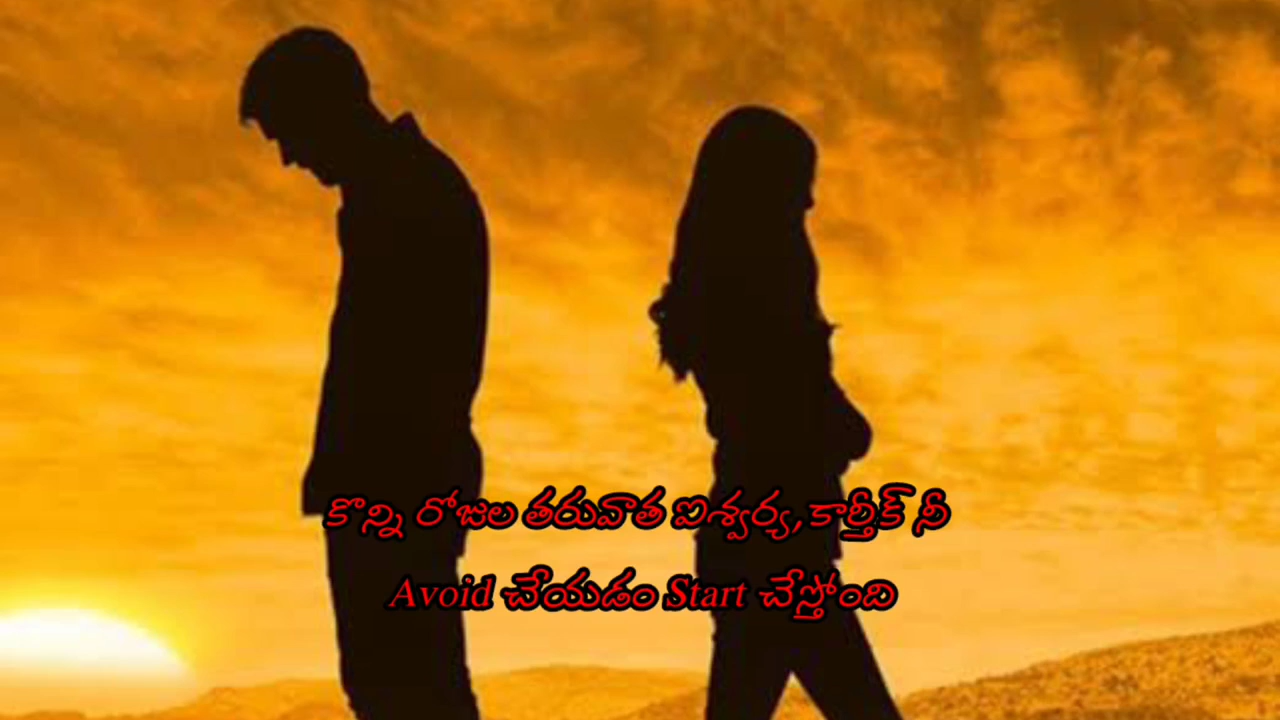 కొన్ని రోజుల తరువాత ఐశ్వర్య, కార్తీక్ నీ
Avoid చేయడం Start చేస్తోంది